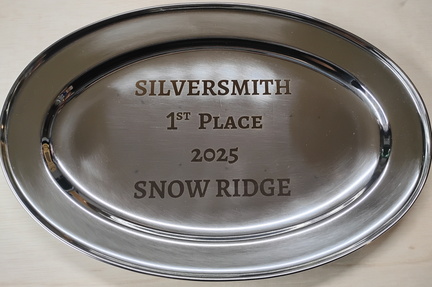 SILVERSMITH
1ST PLACE
2025
SNOW RIDGE